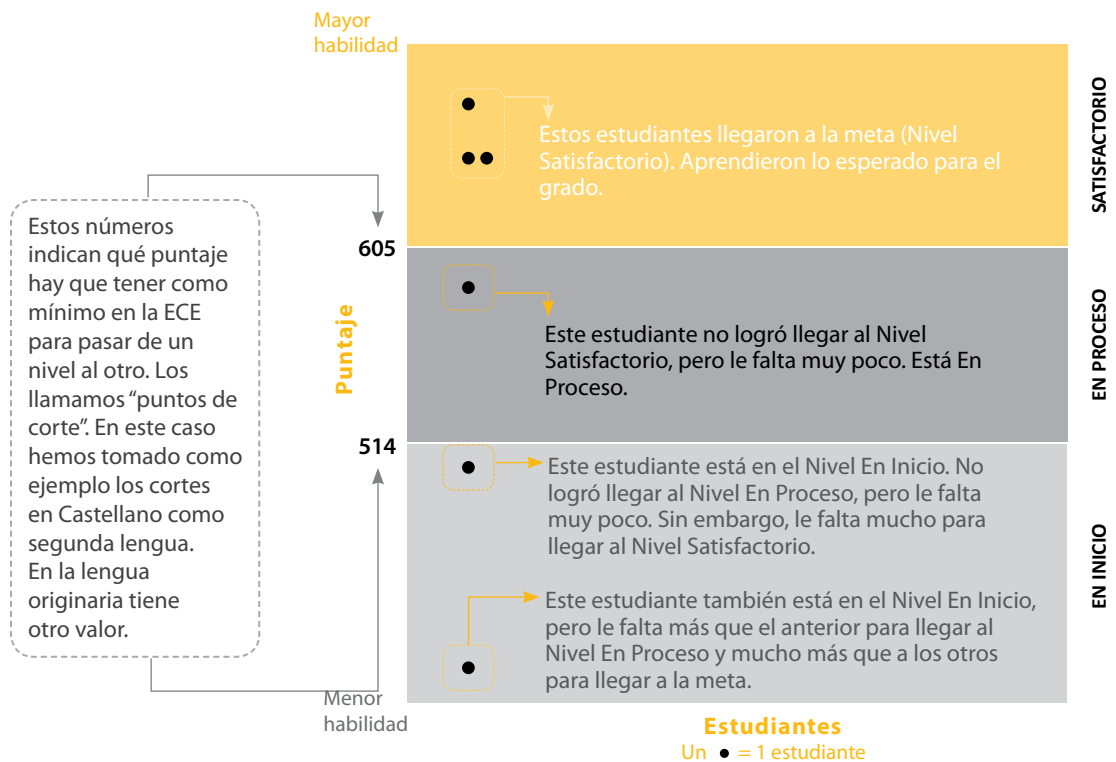 Mayor
habilidad
Estos estudiantes llegaron a la meta (Nivel
Satisfactorio). Aprendieron lo esperado para el
grado.
SATISFACTORIO
Estos números
indican qué puntaje
hay que tener como
mínimo en la ECE
para pasar de un
nivel al otro. Los
llamamos “puntos de
corte”. En este caso
hemos tomado como
ejemplo los cortes
en Castellano como
segunda lengua.
En la lengua
originaria tiene
otro valor.
605
Puntaje
514
Este estudiante no logró llegar al Nivel
Satisfactorio, pero le falta muy poco. Está En
Proceso.
EN PROCESO
Este estudiante está en el Nivel En Inicio. No
logró llegar al Nivel En Proceso, pero le falta
muy poco. Sin embargo, le falta mucho para
llegar al Nivel Satisfactorio.
Este estudiante también está en el Nivel En Inicio,
pero le falta más que el anterior para llegar al
Nivel En Proceso y mucho más que a los otros
para llegar a la meta.
EN INICIO
Menor
habilidad
Estudiantes
Un ● = 1 estudiante